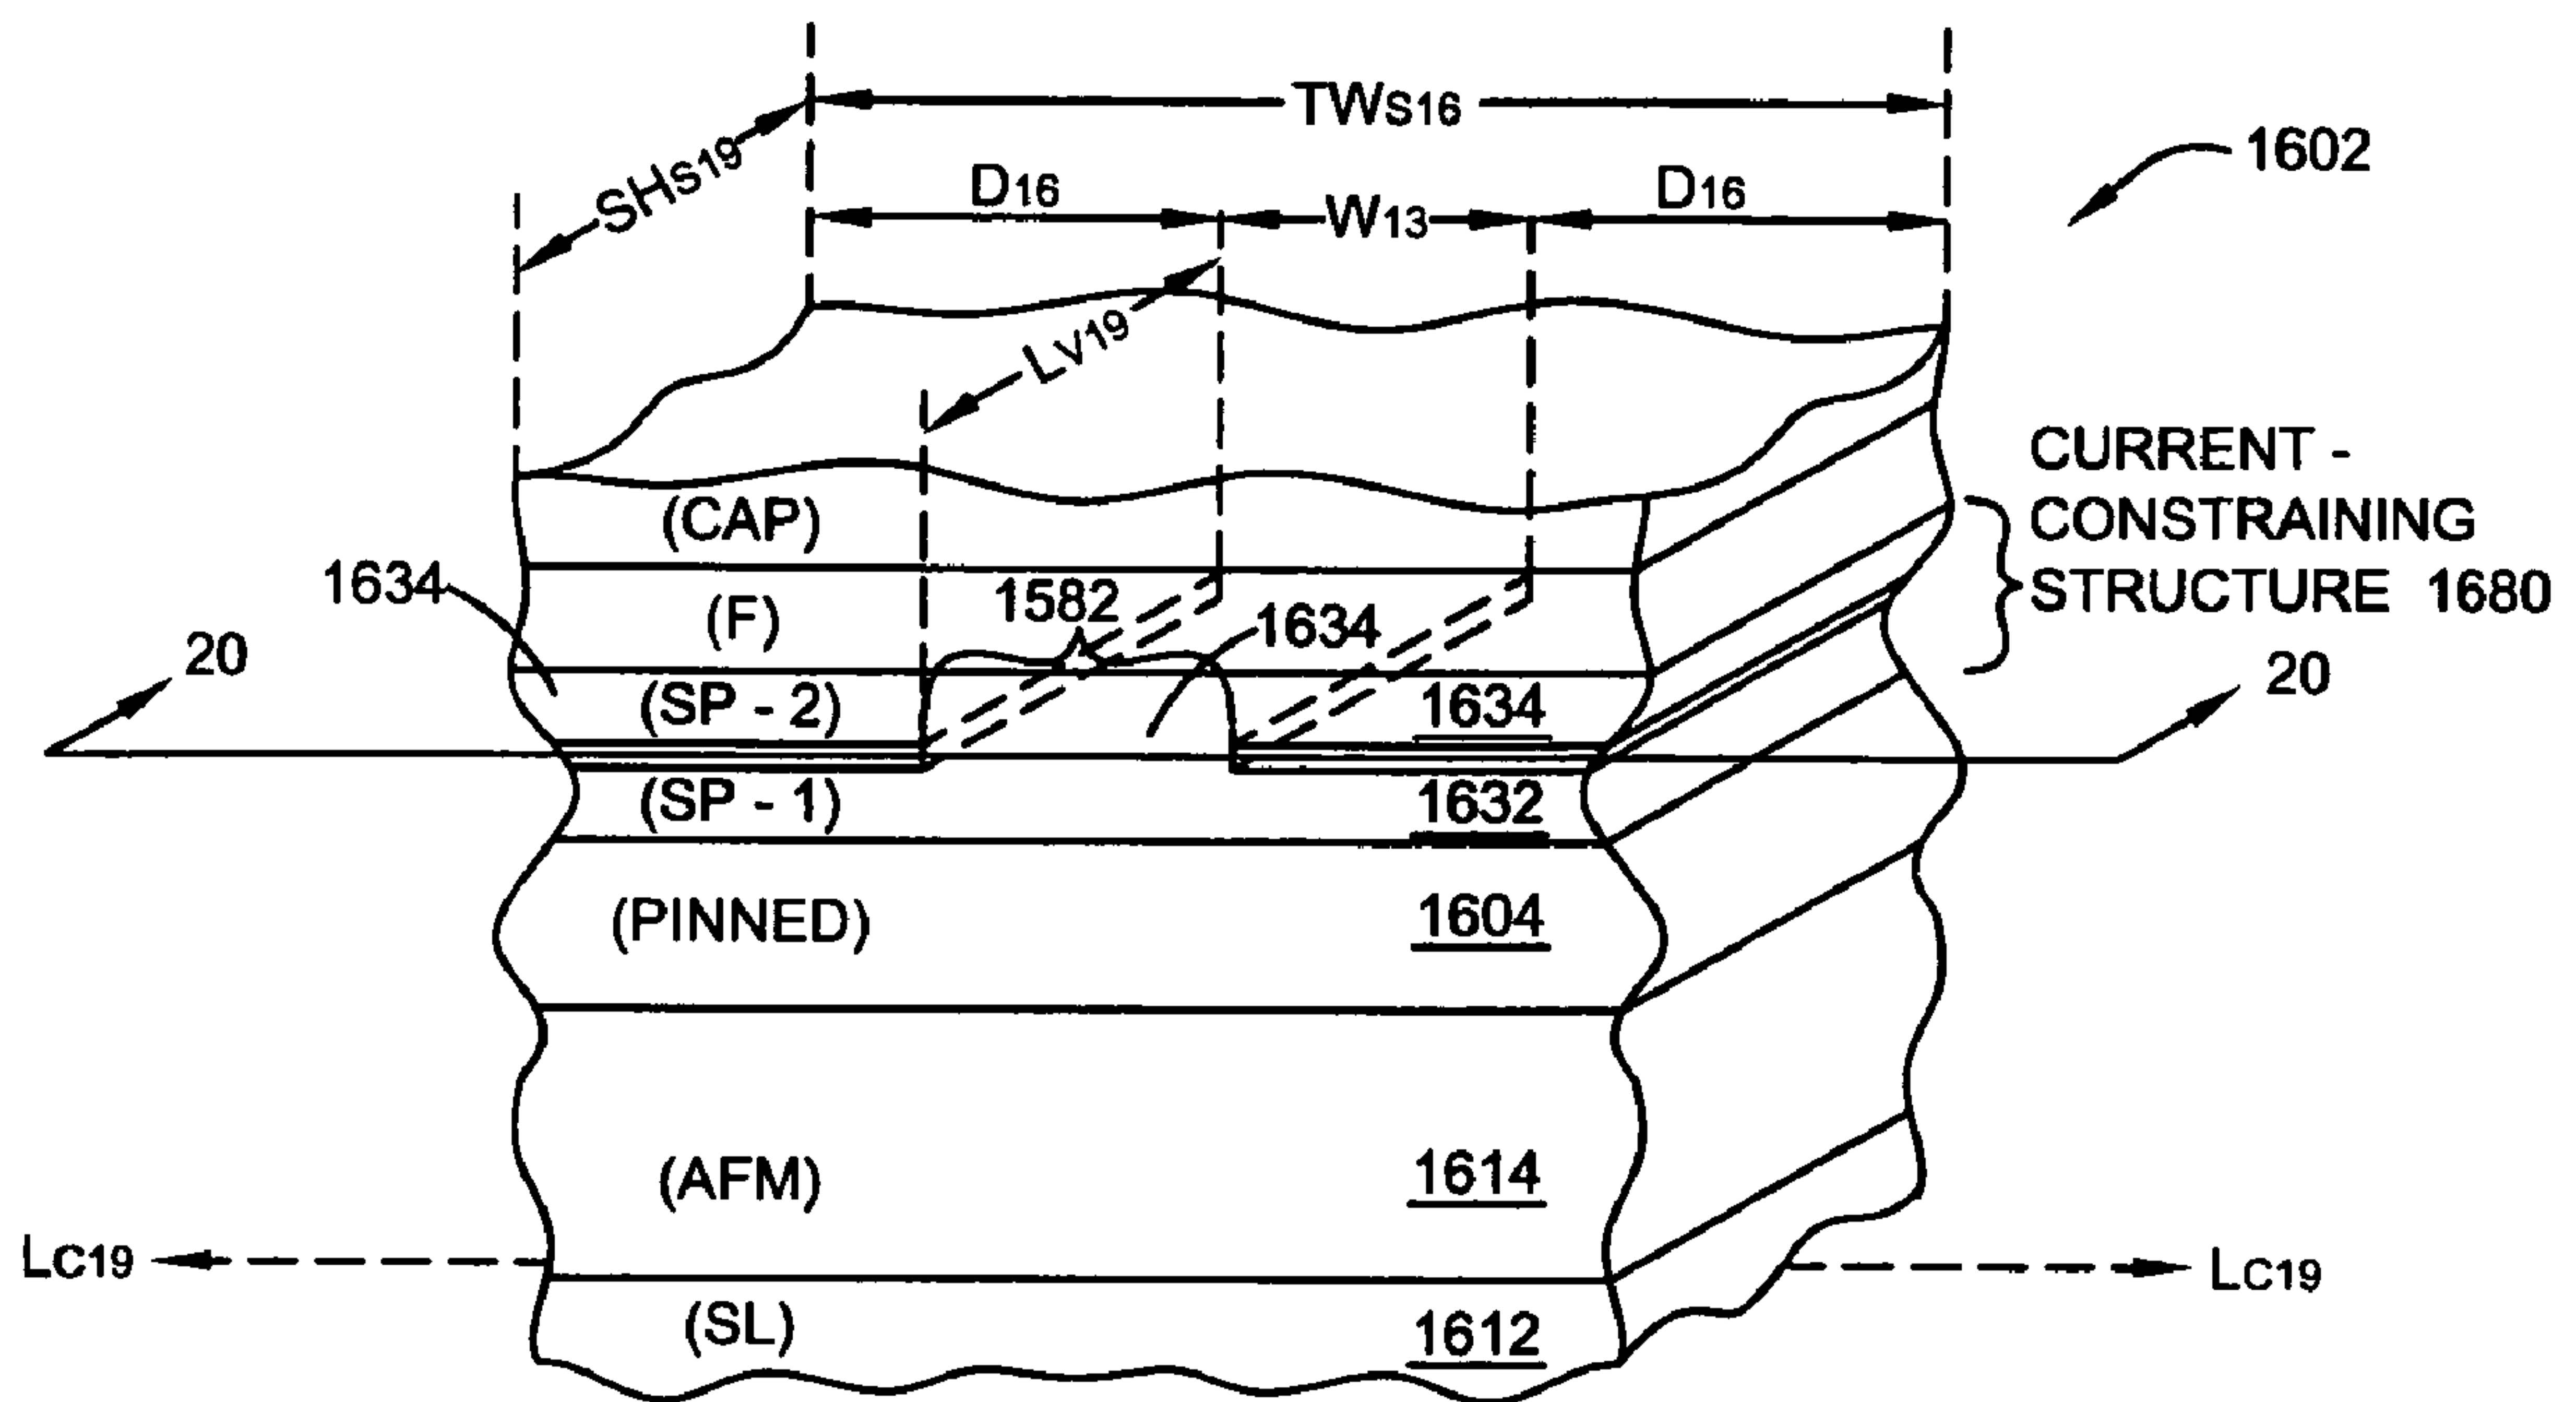 TWS16
1602
SHS19
D16
W13
D16
LV19
CURRENT -
CONSTRAINING
STRUCTURE 1680
(CAP)
1634
(F)
1582
1634
20
20
(SP - 2)
1634
(SP - 1)
1632
(PINNED)
1604
(AFM)
1614
LC19
LC19
(SL)
1612